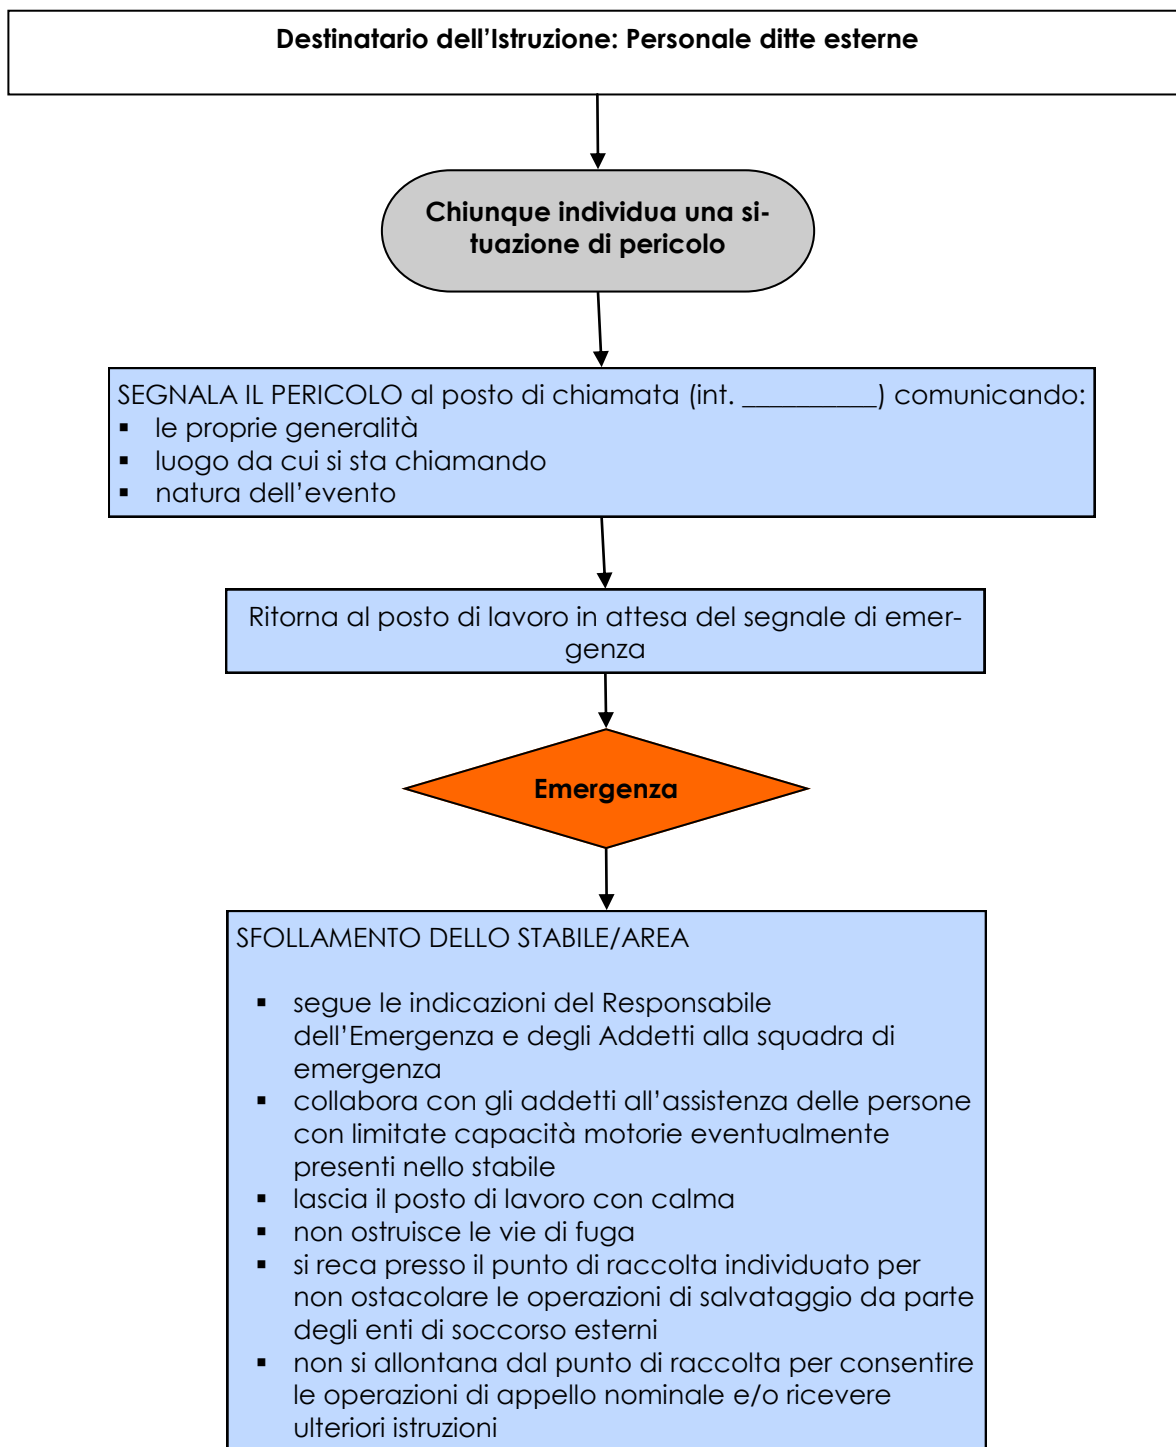 Destinatario dell’Istruzione: Personale ditte esterne
Chiunque individua una si-
tuazione di pericolo
SEGNALA IL PERICOLO al posto di chiamata (int. __________) comunicando:
▪ le proprie generalità
▪ luogo da cui si sta chiamando
▪ natura dell’evento
Ritorna al posto di lavoro in attesa del segnale di emer-
genza
Emergenza
SFOLLAMENTO DELLO STABILE/AREA
▪ segue le indicazioni del Responsabile
dell’Emergenza e degli Addetti alla squadra di
emergenza
▪ collabora con gli addetti all’assistenza delle persone
con limitate capacità motorie eventualmente
presenti nello stabile
▪ lascia il posto di lavoro con calma
▪ non ostruisce le vie di fuga
▪ si reca presso il punto di raccolta individuato per
non ostacolare le operazioni di salvataggio da parte
degli enti di soccorso esterni
▪ non si allontana dal punto di raccolta per consentire
le operazioni di appello nominale e/o ricevere
ulteriori istruzioni